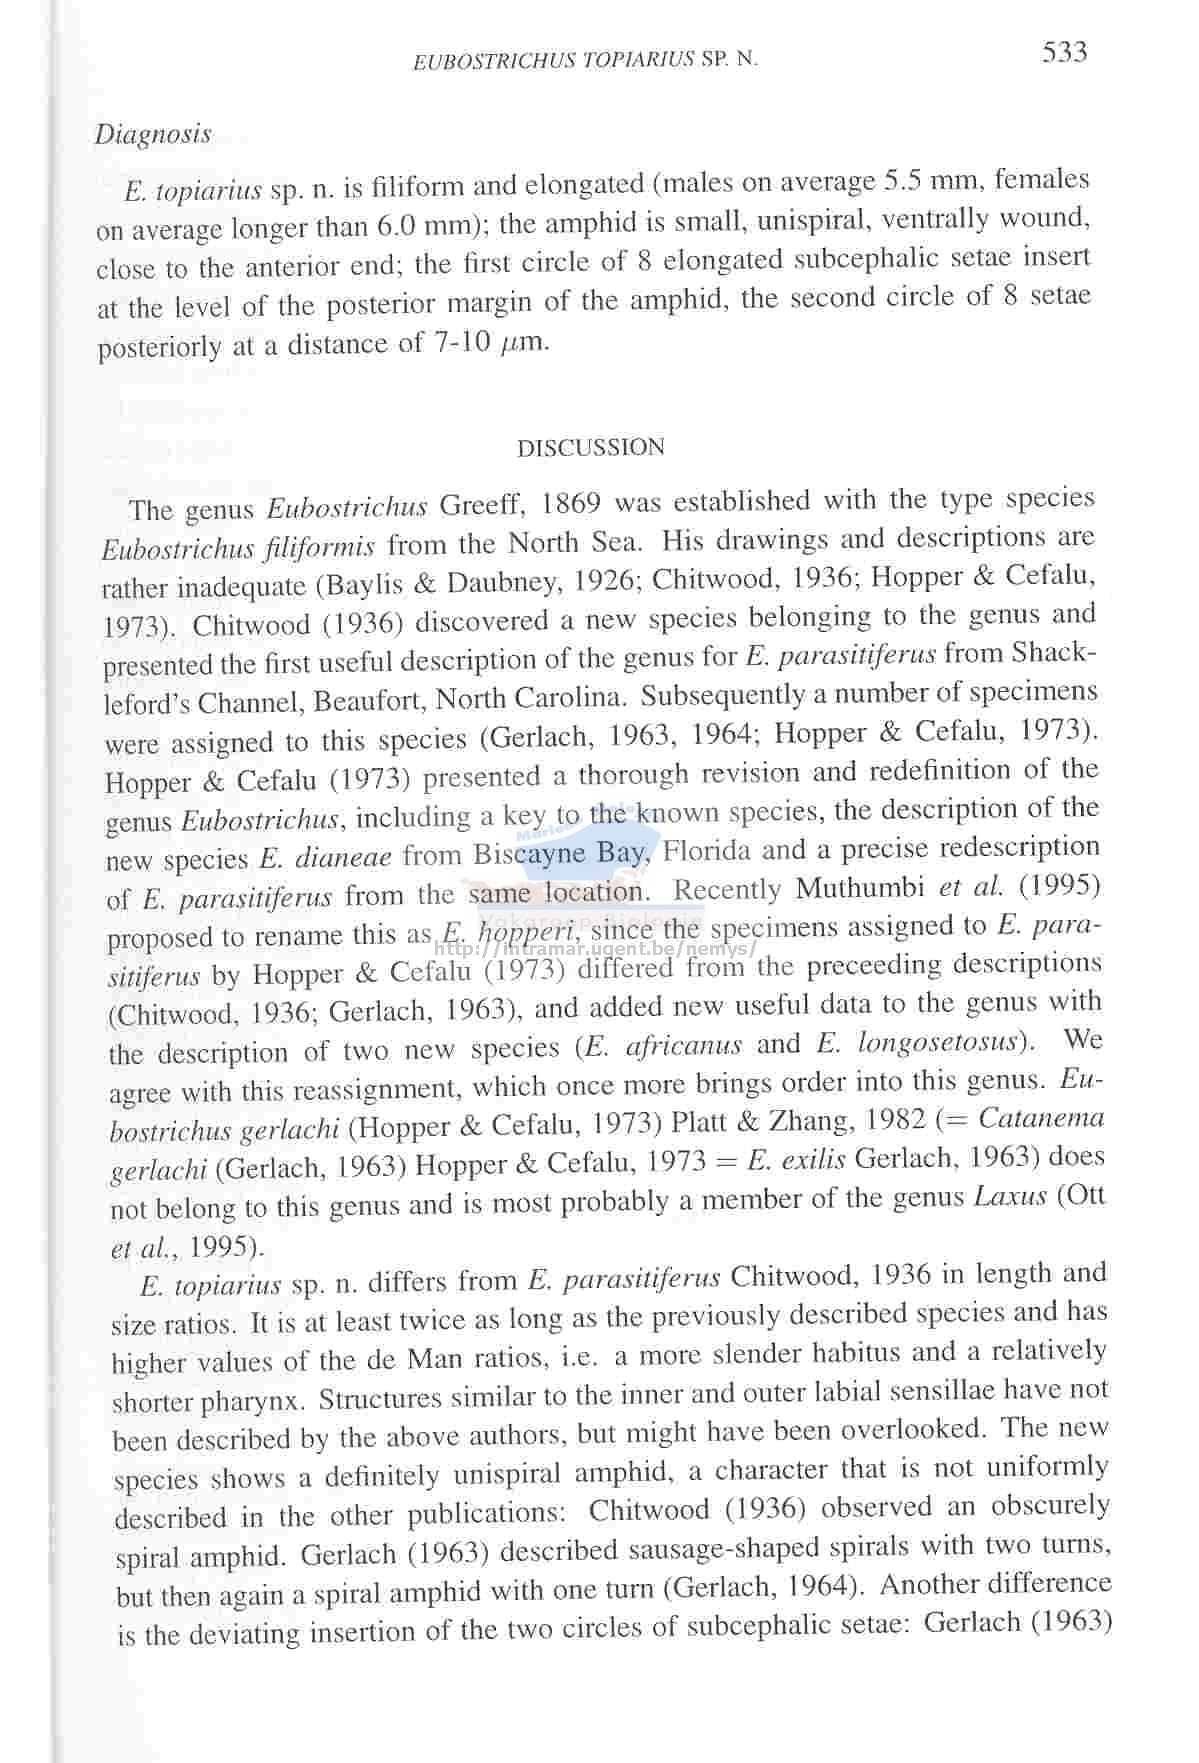 EUBOSTRICHUS TOPIARIUS SP. N.
533
Diagnosis
E. topiarius sp. n. is filiform and elongated (males on average 5.5 mm, females
on average longer than 6.0 mm); the amphid is small, unispiral, ventrally wound,
close to the anterior end; the first circle of 8 elongated subcephalic setae insert
at the level of the posterior margin of the amphid, the second circle of 8 setae
posteriorly at a distance of 7-10 μm.
DISCUSSION
The genus Eubostrichus Greeff, 1869 was established with the type species
Eubostrichus filiformis from the North Sea. His drawings and descriptions are
rather inadequate (Baylis & Daubney, 1926; Chitwood, 1936; Hopper & Cefalu,
1973). Chitwood (1936) discovered a new species belonging to the genus and
presented the first useful description of the genus for E. parasitiferus from Shack-
leford's Channel, Beaufort, North Carolina. Subsequently a number of specimens
were assigned to this species (Gerlach, 1963, 1964; Hopper & Cefalu, 1973).
Hopper & Cefalu (1973) presented a thorough revision and redefinition of the
genus Eubostrichus, including a key to the known species, the description of the
new species E. dianeae from Biscayne Bay, Florida and a precise redescription
of E. parasitiferus from the same location. Recently Muthumbi et al. (1995)
proposed to rename this as E. hopperi, since the specimens assigned to E. para-
sitiferus by Hopper & Cefalu (1973) differed from the preceeding descriptions
(Chitwood, 1936; Gerlach, 1963), and added new useful data to the genus with
the description of two new species (E. africanus and E. longosetosus). We
agree with this reassignment, which once more brings order into this genus. Eu-
bostrichus gerlachi (Hopper & Cefalu, 1973) Platt & Zhang, 1982 (= Catanema
gerlachi (Gerlach, 1963) Hopper & Cefalu, 1973 = E. exilis Gerlach, 1963) does
not belong to this genus and is most probably a member of the genus Laxus (Ott
et al., 1995).
E. topiarius sp. n. differs from E. parasitiferus Chitwood, 1936 in length and
size ratios. It is at least twice as long as the previously described species and has
higher values of the de Man ratios, i.e. a more slender habitus and a relatively
shorter pharynx. Structures similar to the inner and outer labial sensillae have not
been described by the above authors, but might have been overlooked. The new
species shows a definitely unispiral amphid, a character that is not uniformly
described in the other publications: Chitwood (1936) observed an obscurely
spiral amphid. Gerlach (1963) described sausage-shaped spirals with two turns,
but then again a spiral amphid with one turn (Gerlach, 1964). Another difference
is the deviating insertion of the two circles of subcephalic setae: Gerlach (1963)
Vakgroep Biologie
http://intramar.ugent.be/nemys/